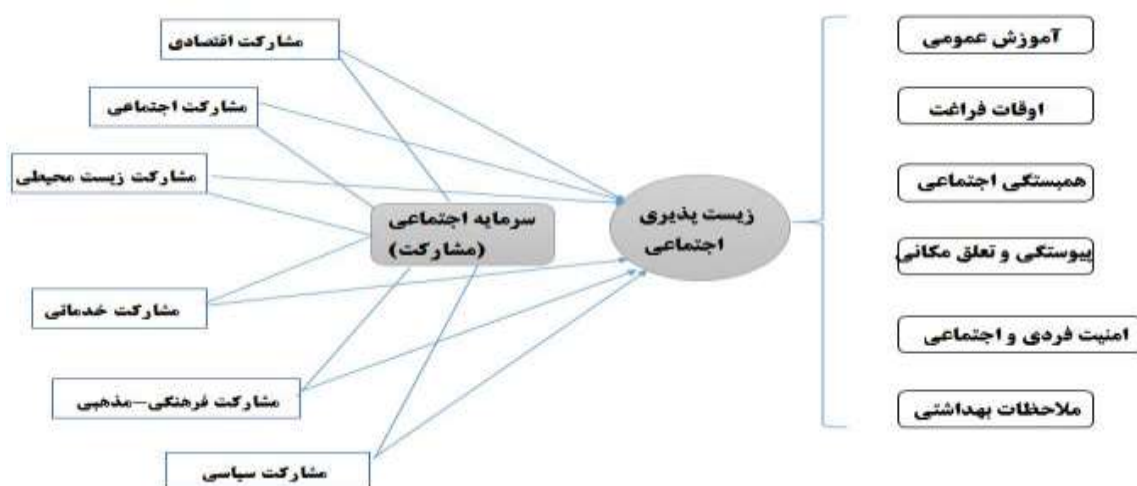 مشارکت اقتصادی
مشارکت اجتماعی
مشارکت زیست محیطی
مشارکت خدماتی
مشارکت فرهنگی–مذهبی
مشارکت سیاسی
سرمایه اجتماعی
(مشارکت)
زیست پذیری
اجتماعی
آموزش عمومی
اوقات فراغت
همبستگی اجتماعی
پیوستگی و تعلق مکانی
امنیت فردی و اجتماعی
ملاحظات بهداشتی